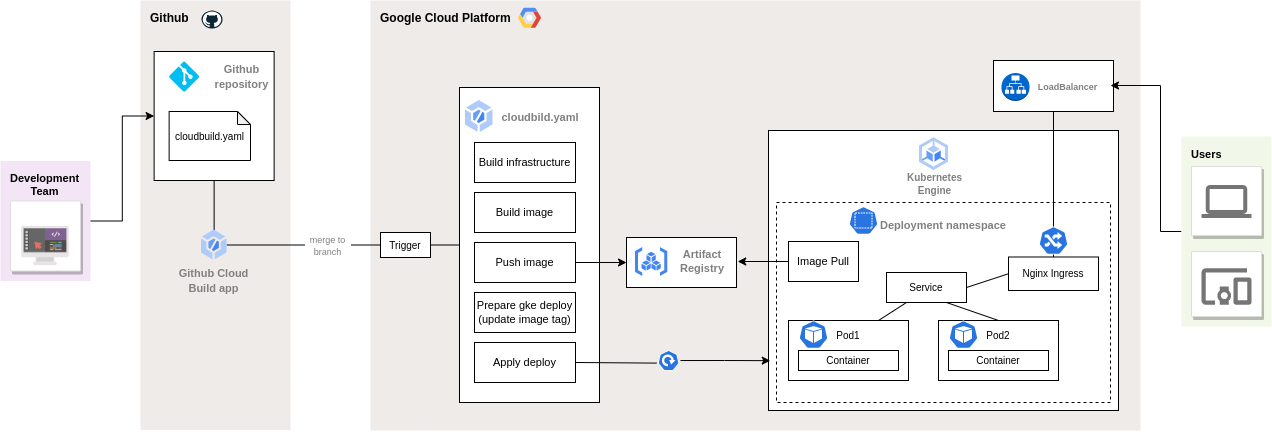 Github
Google Cloud Platform
Github
repository
cloudbuild.yaml
Development
Team
Github Cloud
Build app
merge to
branch
Trigger
cloudbild.yaml
Build infrastructure
Build image
Push image
Prepare gke deploy
(update image tag)
Apply deploy
Artifact
Registry
LoadBalancer
Kubernetes
Engine
Deployment namespace
Image Pull
Nginx Ingress
Service
Pod1
Container
Pod2
Container
Users